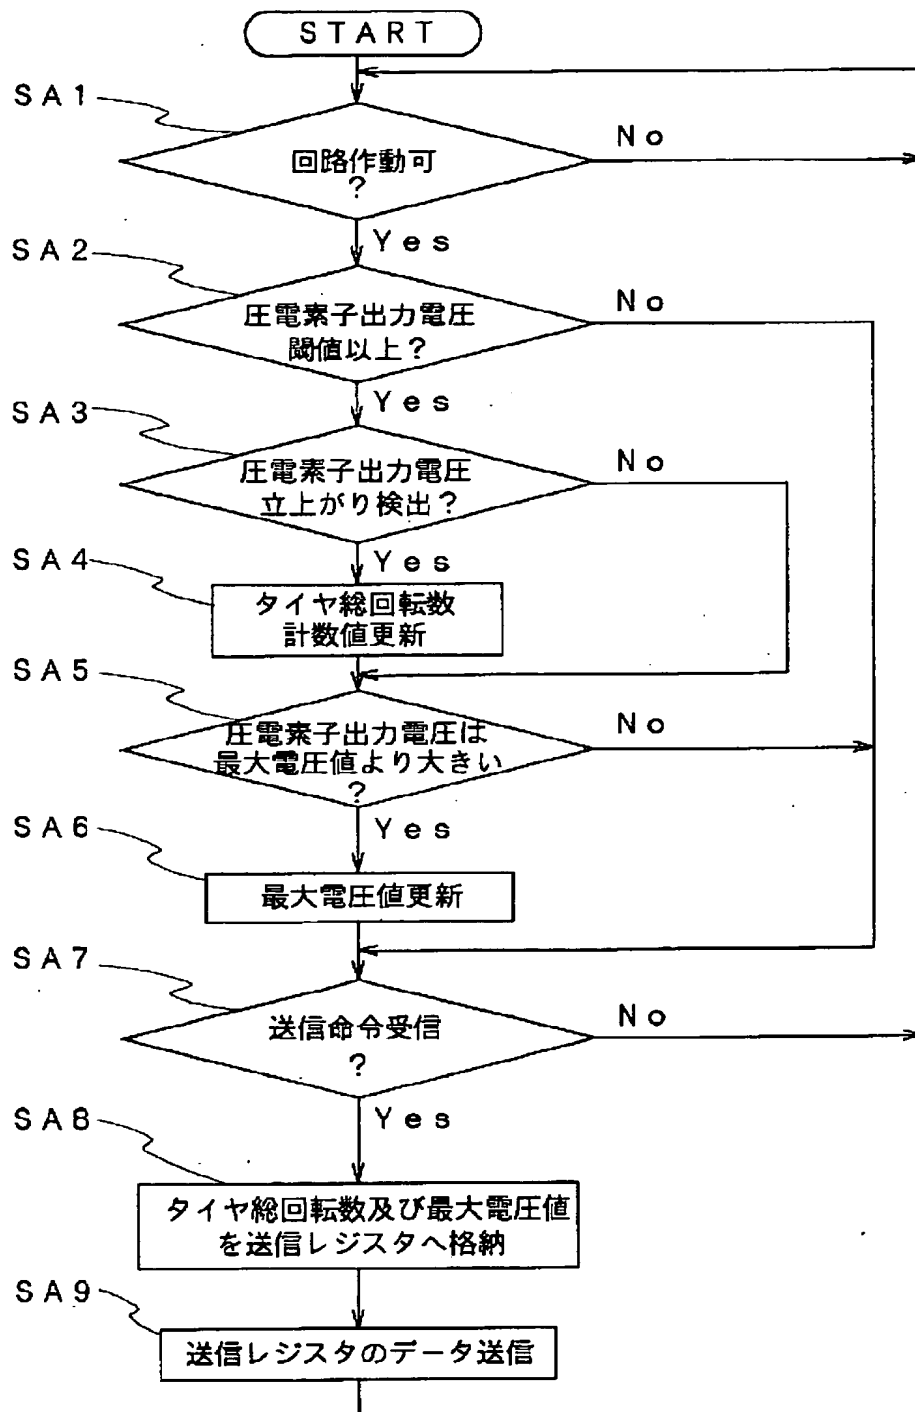 START
SA1
回路作動可
?
No
Yes
SA2
圧電素子出力電圧
閾値以上?
No
Yes
SA3
圧電素子出力電圧
立上がり検出?
No
Yes
SA4
タイヤ総回転数
計数値更新
SA5
圧電素子出力電圧は
最大電圧値より大きい
?
No
Yes
SA6
最大電圧値更新
SA7
送信命令受信
?
No
Yes
SA8
タイヤ総回転数及び最大電圧値
を送信レジスタへ格納
SA9
送信レジスタのデータ送信